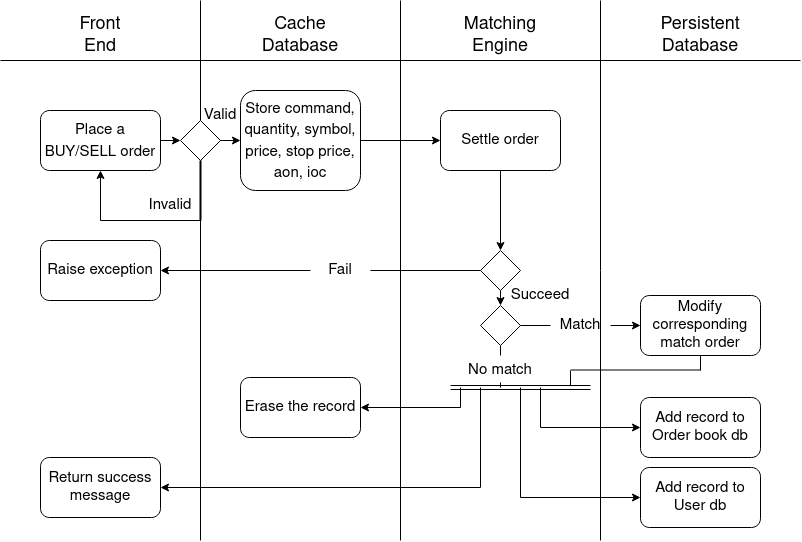 Front
End
Cache
Database
Matching
Engine
Persistent
Database
Place a
BUY/SELL order
Valid
Invalid
Store command,
quantity, symbol,
price, stop price,
aon, ioc
Settle order
Raise exception
Fail
Succeed
Match
Modify
corresponding
match order
No match
Erase the record
Add record to
Order book db
Return success
message
Add record to
User db